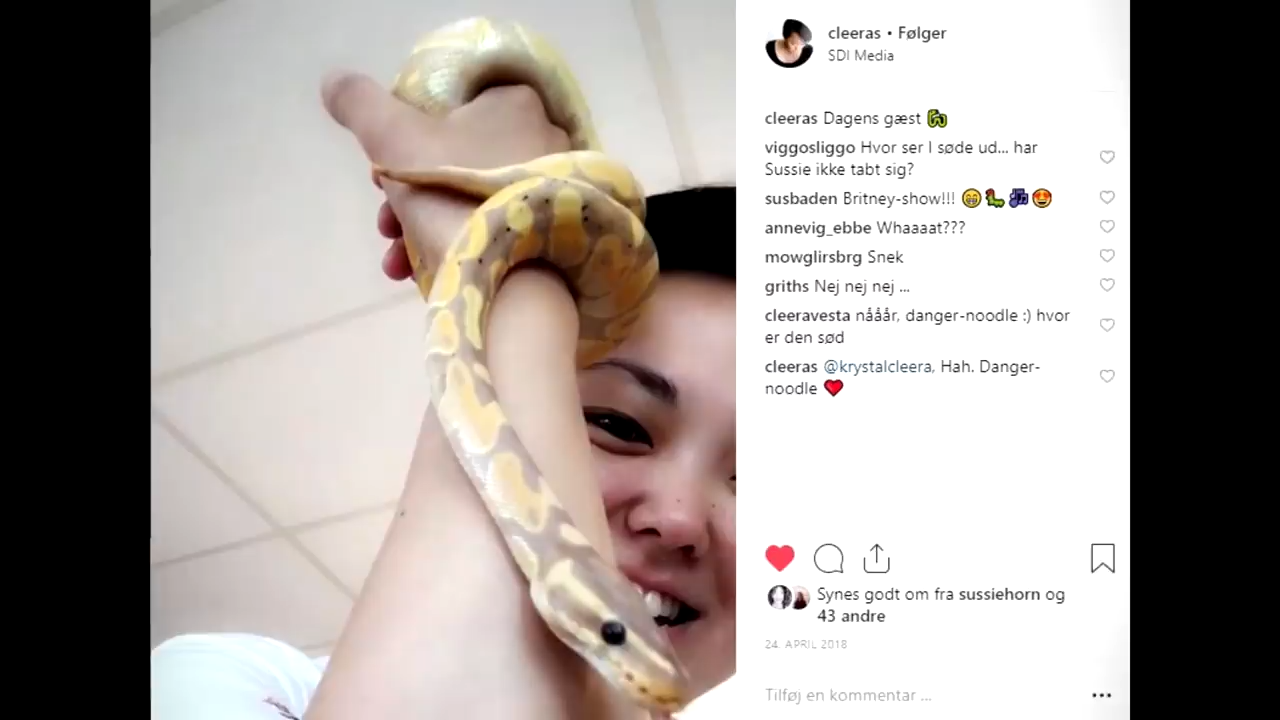 cleeras • Følger
SDI Media
cleeras Dagens gæst 🐍
viggosliggo Hvor ser I søde ud... har
Sussie ikke tabt sig?
susbaden Britney-show!!! 😁🐛🎶😍
annevig_ebbe Whaaaat???
mowglirsbrg Snek
griths Nej nej nej ...
cleeravesta nååår, danger-noodle :) hvor
er den sød
cleeras @krystalcleera, Hah. Danger-
noodle ❤️
Synes godt om fra sussiehorn og
43 andre
24. APRIL 2018
Tilføj en kommentar ...